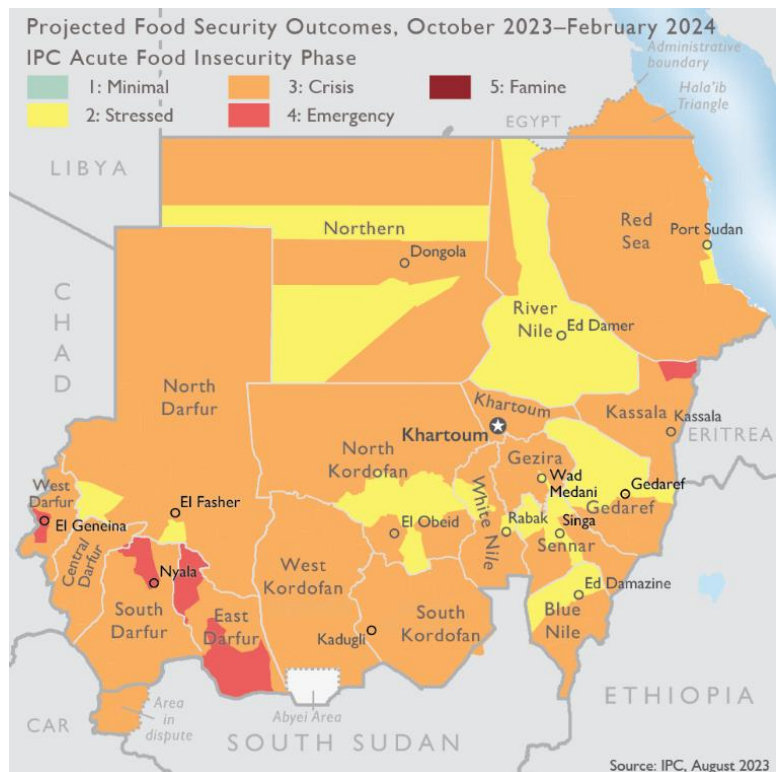 Projected Food Security Outcomes, October 2023–February 2024
IPC Acute Food Insecurity Phase
1: Minimal
3: Crisis
5: Famine
2: Stressed
4: Emergency
Administrative
boundary
Hala'ib
Triangle
EGYPT
LIBYA
Red
Sea
Port Sudan
Northern
Dongola
CHAD
River
Nile
Ed Damer
North
Darfur
Khartoum
Khartoum
Kassala
Kassala
ERITREA
North
Kordofan
Gezira
Wad
Medani
Gedaref
Gedaref
White
Nile
West
Darfur
El Geneina
El Fasher
El Obeid
Rabak
Singa
Sennar
Central
Darfur
Nyala
West
Kordofan
Ed Damazine
Blue
Nile
South
Darfur
East
Darfur
Kadugli
South
Kordofan
Area
in
dispute
Abyei Area
CAR
SOUTH SUDAN
ETHIOPIA
Source: IPC, August 2023